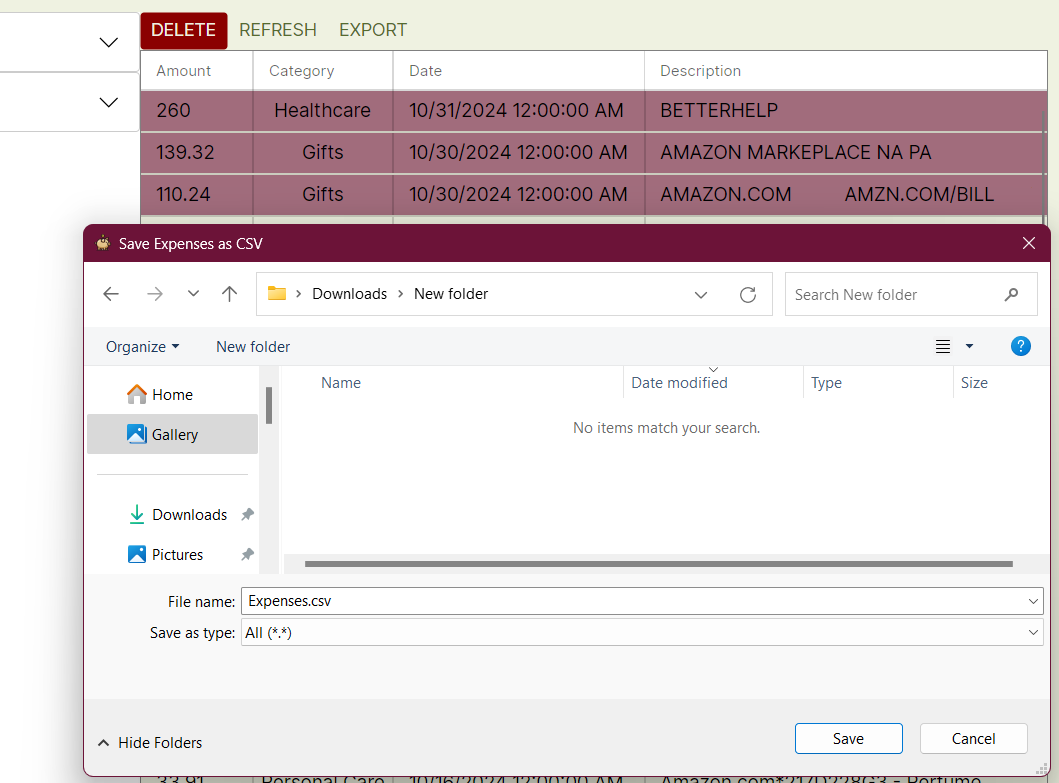 DELETE REFRESH EXPORT
Amount Category Date Description
260 Healthcare 10/31/2024 12:00:00 AM BETTERHELP
139.32 Gifts 10/30/2024 12:00:00 AM AMAZON MARKEPLACE NA PA
110.24 Gifts 10/30/2024 12:00:00 AM AMAZON.COM AMZN.COM/BILL
Save Expenses as CSV
Downloads > New folder Search New folder
Organize New folder ?
Name Date modified Type Size
Home
No items match your search.
Gallery
Downloads
Pictures
File name: Expenses.csv
Save as type: All (*.*)
Hide Folders Save Cancel
33.91 Personal Care 10/16/2024 12:00:00 AM Amazon.com*217D228G3 - Perfume